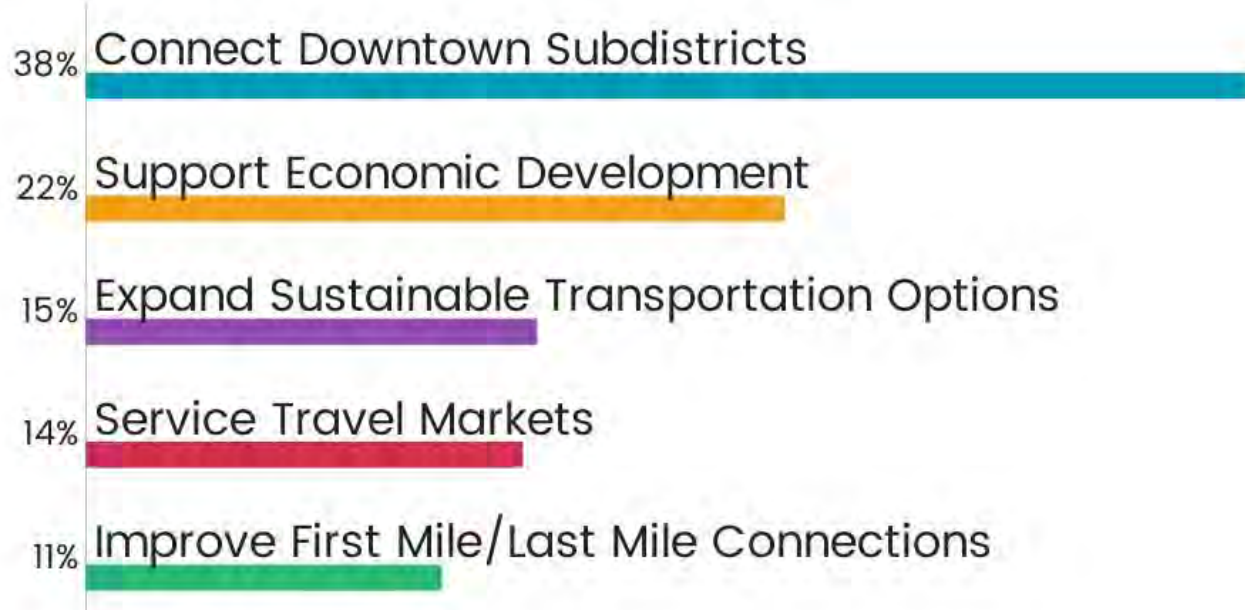 38% Connect Downtown Subdistricts
22% Support Economic Development
15% Expand Sustainable Transportation Options
14% Service Travel Markets
11% Improve First Mile/Last Mile Connections